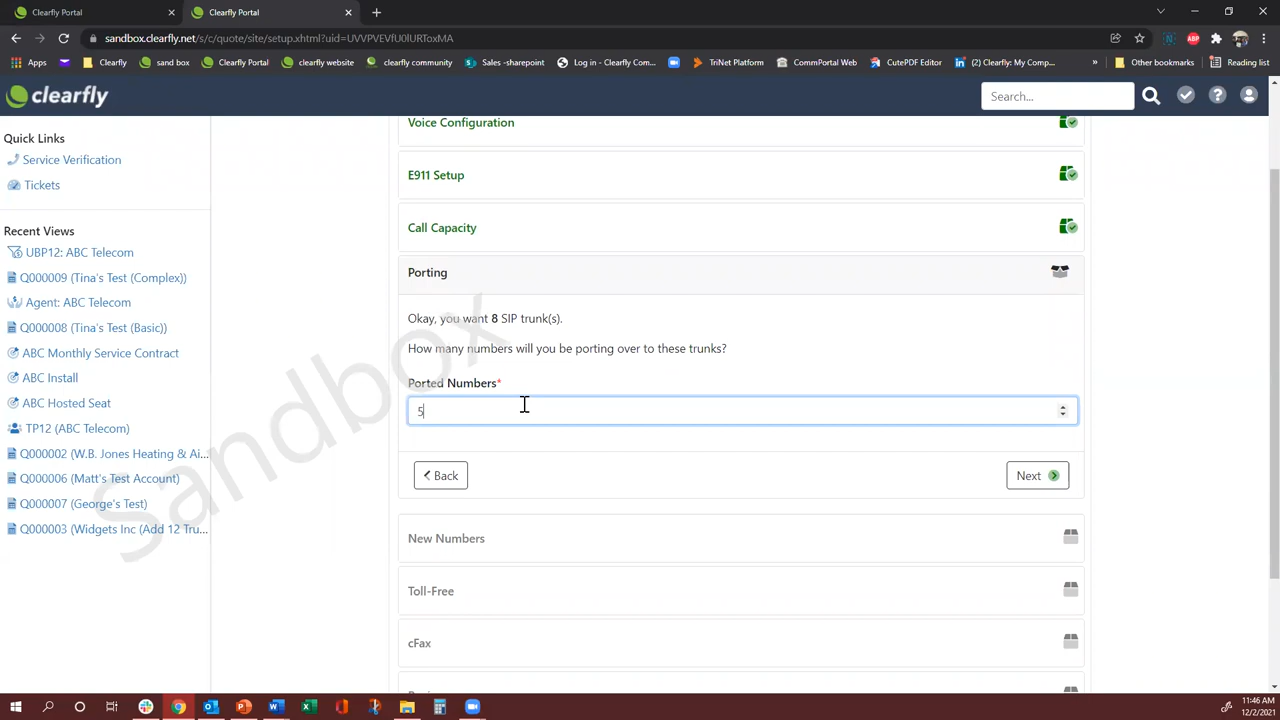 Clearfly Portal
Clearfly Portal
sandbox.clearfly.net/s/c/quote/site/setup.xhtml?uid=UVVPVEVfU0lURToxMA
Apps
Clearfly
sand box
Clearfly Portal
clearfly website
clearfly community
Sales -sharepoint
Log in - Clearfly Com...
TriNet Platform
CommPortal Web
CutePDF Editor
(2) Clearfly: My Com...
»
Other bookmarks
Reading list
clearfly
Search...
Quick Links
Service Verification
Tickets
Recent Views
UBP12: ABC Telecom
Q000009 (Tina's Test (Complex))
Agent: ABC Telecom
Q000008 (Tina's Test (Basic))
ABC Monthly Service Contract
ABC Install
ABC Hosted Seat
TP12 (ABC Telecom)
Q000002 (W.B. Jones Heating & Ai...
Q000006 (Matt's Test Account)
Q000007 (George's Test)
Q000003 (Widgets Inc (Add 12 Tru...
Voice Configuration
E911 Setup
Call Capacity
Porting
Okay, you want 8 SIP trunk(s).
How many numbers will you be porting over to these trunks?
Ported Numbers*
5
Back
Next
New Numbers
Toll-Free
cFax
Sandbox
11:46 AM
12/2/2021